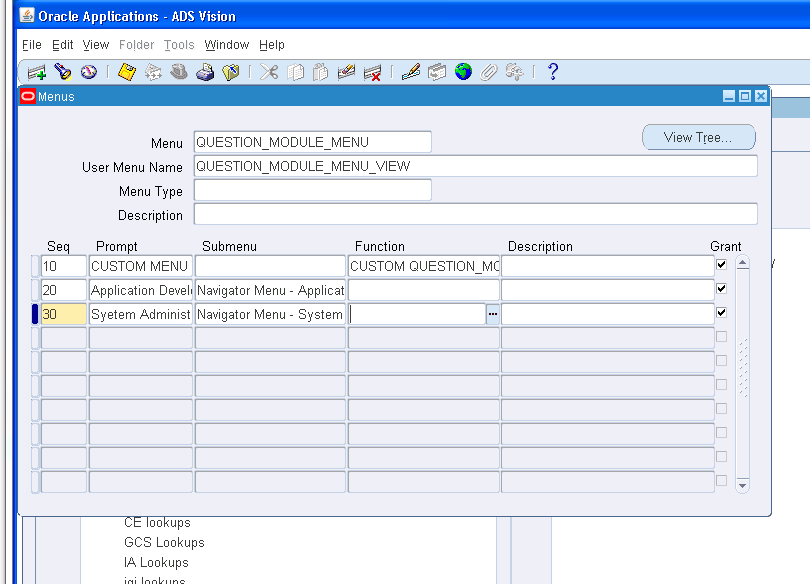 Oracle Applications - ADS Vision
File Edit View Folder Tools Window Help
Menus
Menu QUESTION_MODULE_MENU View Tree...
User Menu Name QUESTION_MODULE_MENU_VIEW
Menu Type
Description
Seq Prompt Submenu Function Description Grant
10 CUSTOM MENU CUSTOM QUESTION_MO
20 Application Devel Navigator Menu - Applicat
30 Syetem Administ Navigator Menu - System
CE lookups
GCS Lookups
IA Lookups
igi lookups